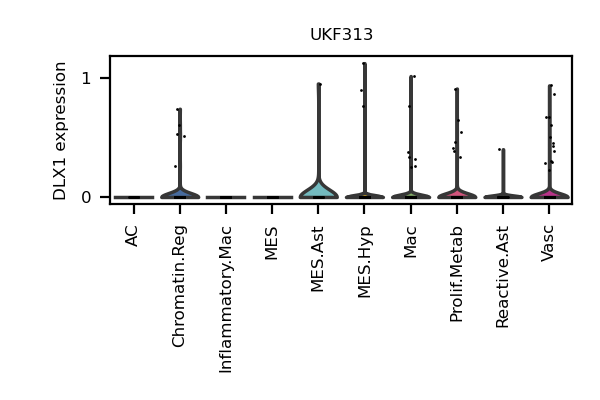 UKF313
DLX1 expression
1
0
AC
Chromatin.Reg
Inflammatory.Mac
MES
MES.Ast
MES.Hyp
Mac
Prolif.Metab
Reactive.Ast
Vasc